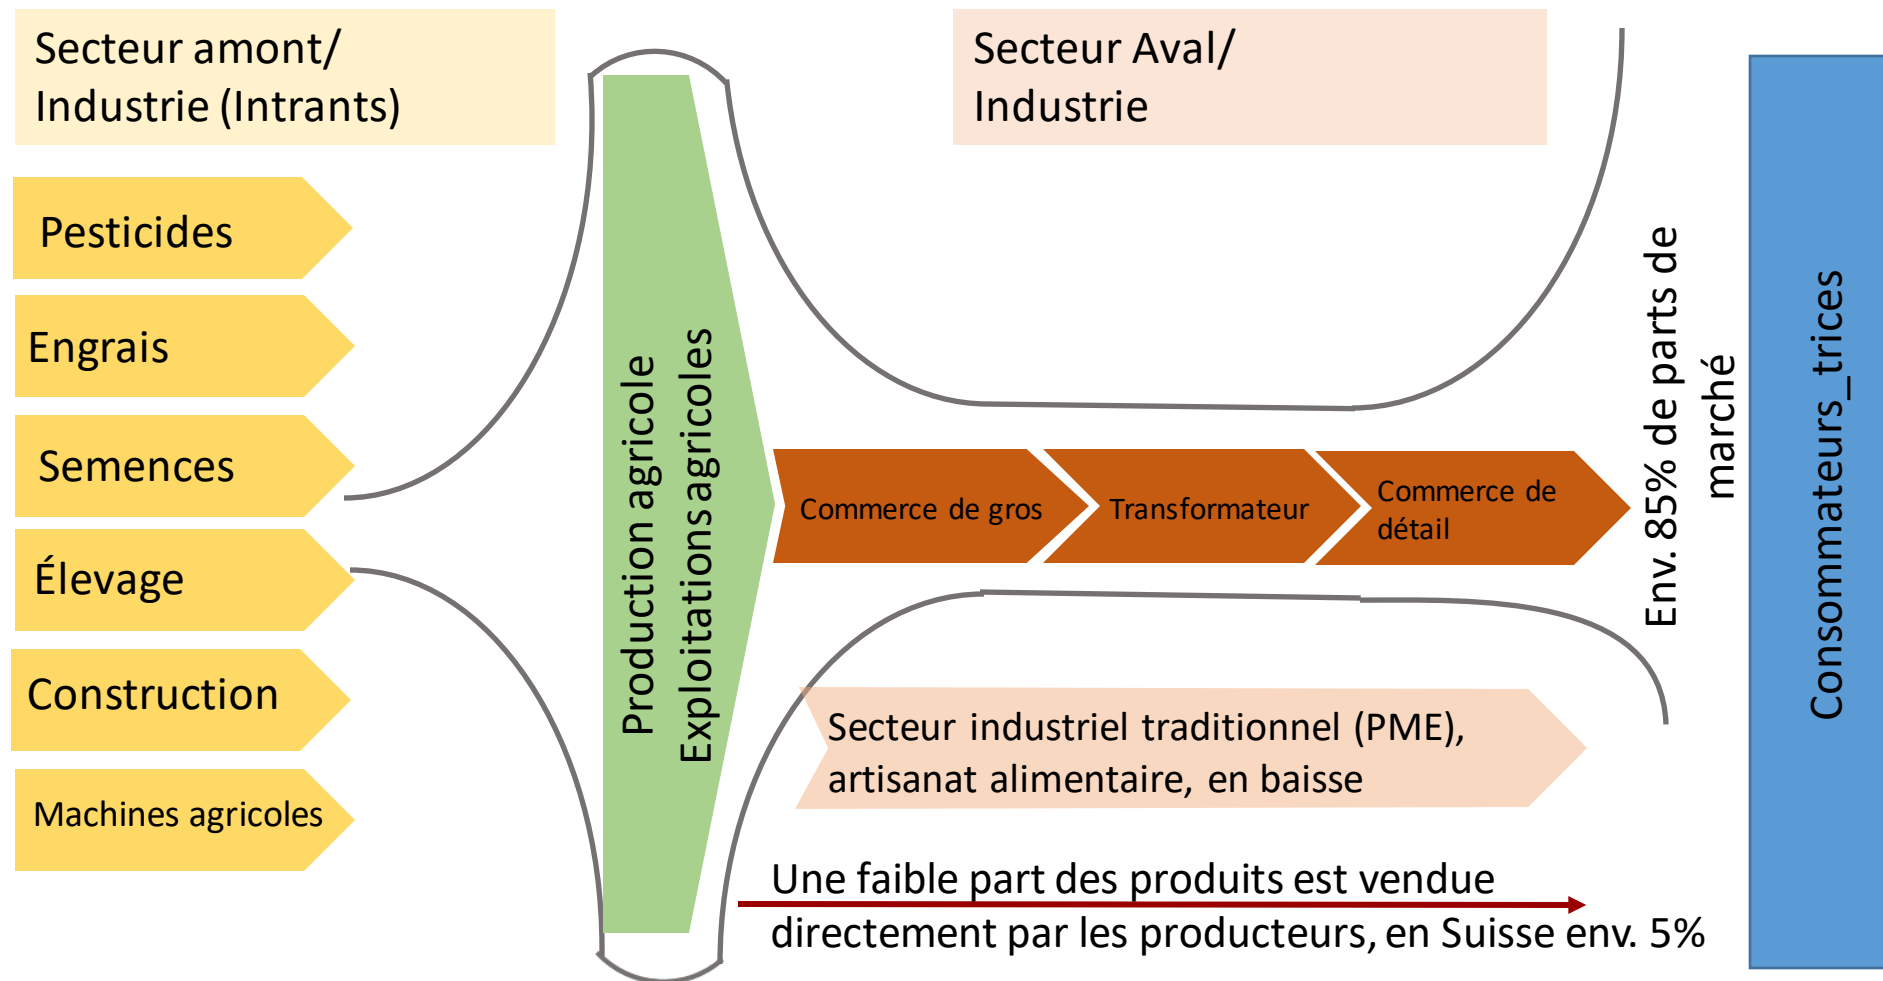 Secteur amont/
Industrie (Intrants)
Secteur Aval/
Industrie
Pesticides
Engrais
Semences
Élevage
Construction
Machines agricoles
Production agricole
Exploitations agricoles
Commerce de gros
Transformateur
Commerce de
détail
Env. 85% de parts de
marché
Consommateurs_trices
Secteur industriel traditionnel (PME),
artisanat alimentaire, en baisse
Une faible part des produits est vendue
directement par les producteurs, en Suisse env. 5%